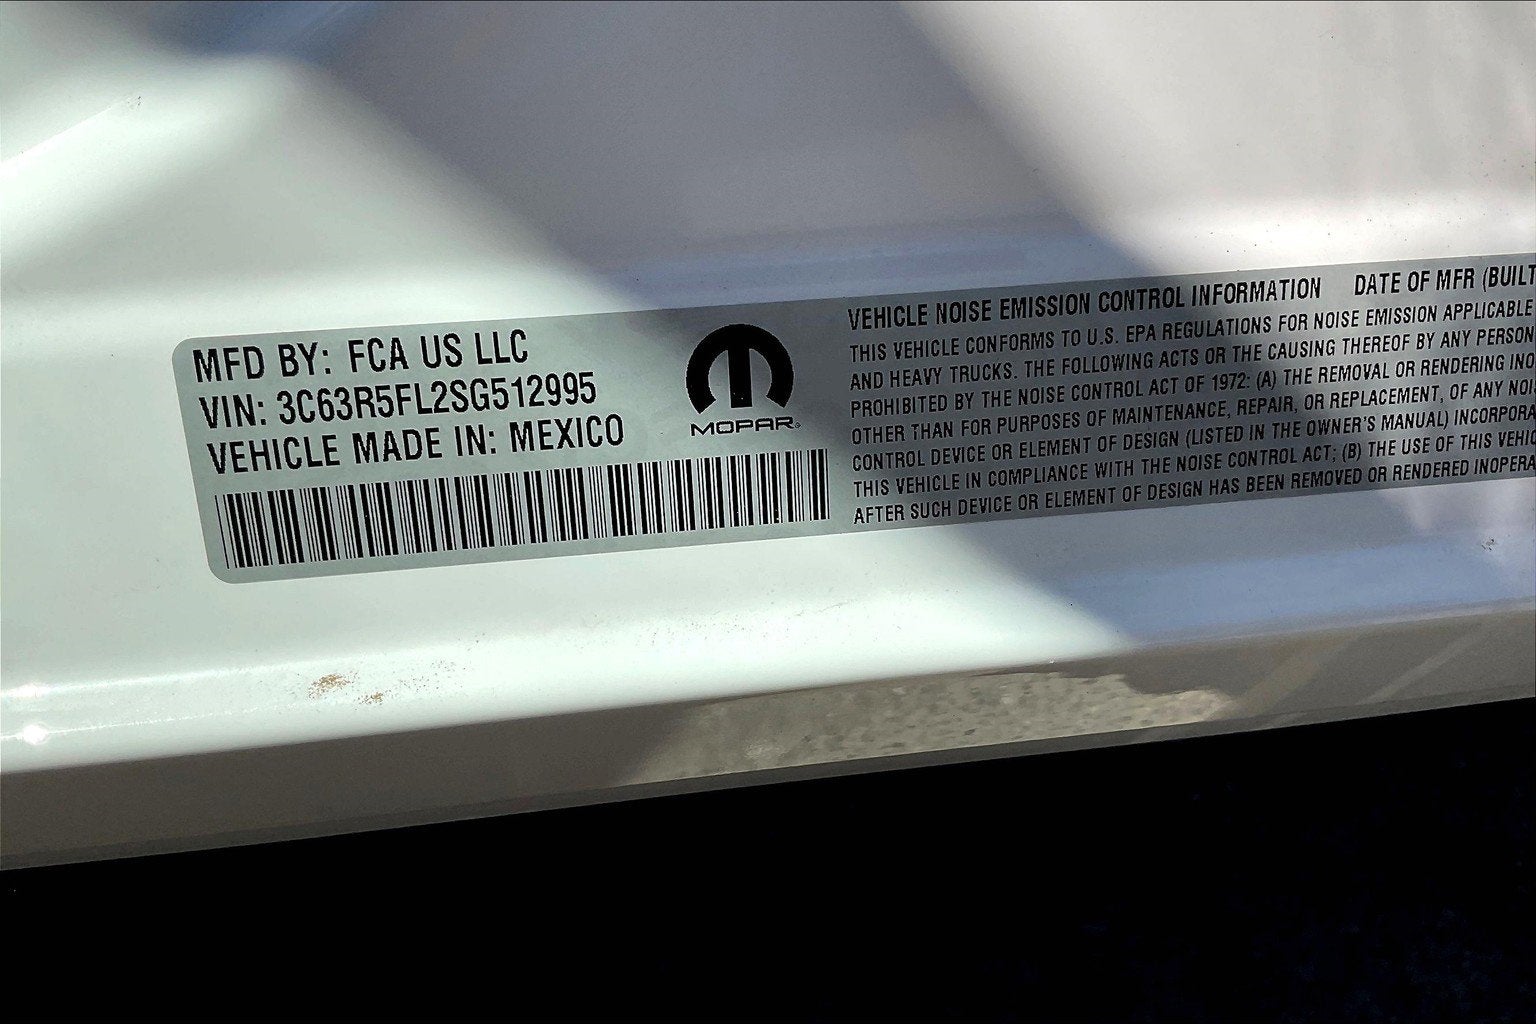 MFD BY: FCA US LLC
VIN: 3C63R5FL2SG512995
VEHICLE MADE IN: MEXICO
MOPAR®
VEHICLE NOISE EMISSION CONTROL INFORMATION DATE OF MFR (BUILT
THIS VEHICLE CONFORMS TO U.S. EPA REGULATIONS FOR NOISE EMISSION APPLICABLE
AND HEAVY TRUCKS. THE FOLLOWING ACTS OR THE CAUSING THEREOF BY ANY PERSON
PROHIBITED BY THE NOISE CONTROL ACT OF 1972: (A) THE REMOVAL OR RENDERING INO
OTHER THAN FOR PURPOSES OF MAINTENANCE, REPAIR, OR REPLACEMENT, OF ANY NOI
CONTROL DEVICE OR ELEMENT OF DESIGN (LISTED IN THE OWNER'S MANUAL) INCORPORA
THIS VEHICLE IN COMPLIANCE WITH THE NOISE CONTROL ACT; (B) THE USE OF THIS VEHIC
AFTER SUCH DEVICE OR ELEMENT OF DESIGN HAS BEEN REMOVED OR RENDERED INOPERA